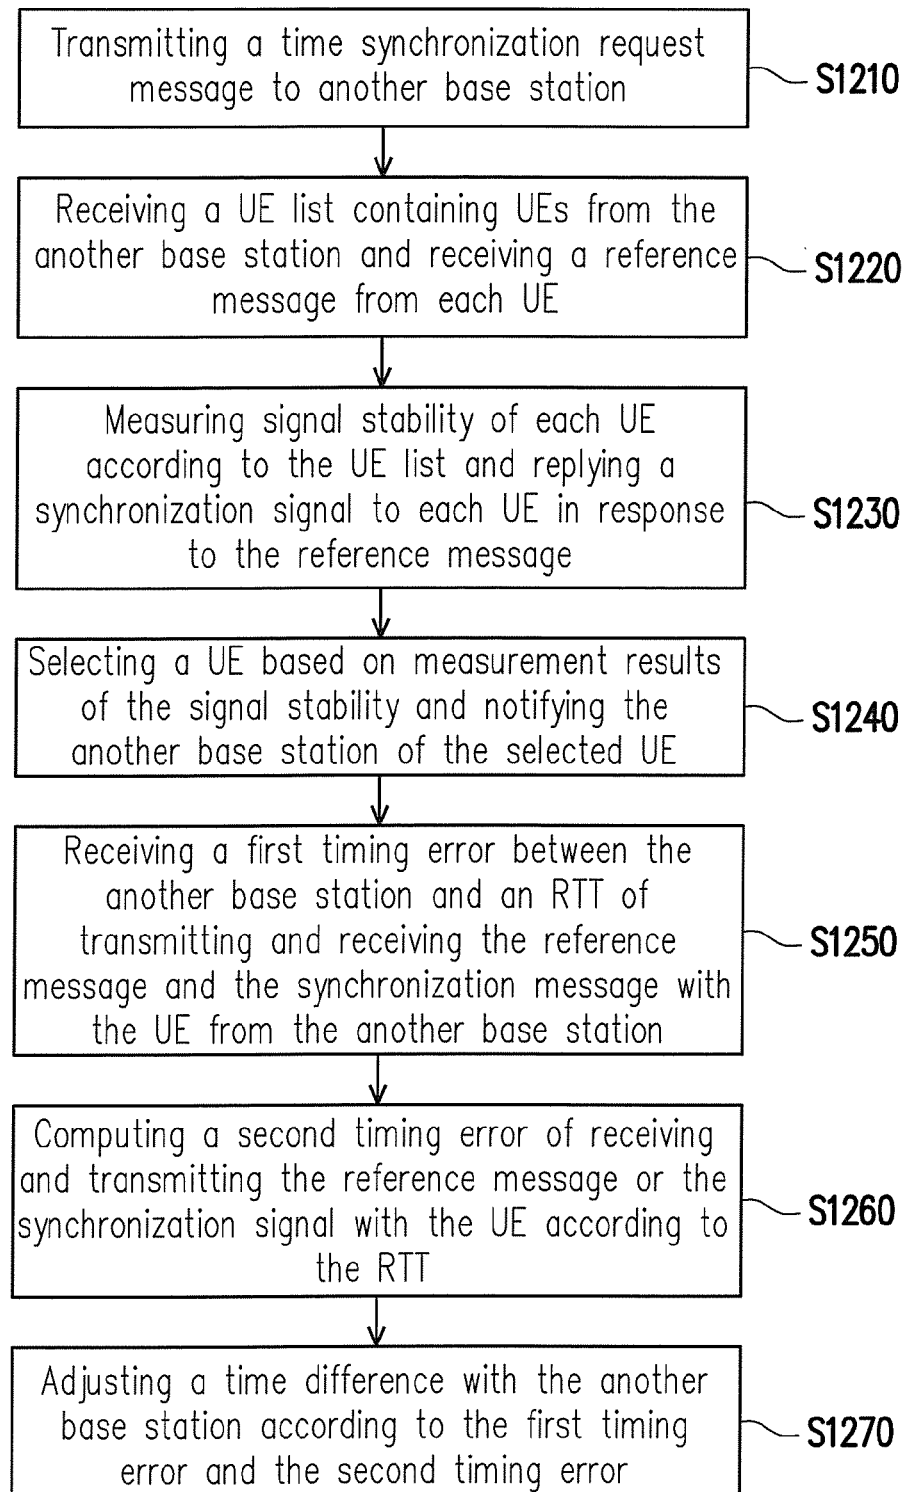 Transmitting a time synchronization request
message to another base station
S1210
Receiving a UE list containing UEs from the
another base station and receiving a reference
message from each UE
S1220
Measuring signal stability of each UE
according to the UE list and replying a
synchronization signal to each UE in response
to the reference message
S1230
Selecting a UE based on measurement results
of the signal stability and notifying the
another base station of the selected UE
S1240
Receiving a first timing error between the
another base station and an RTT of
transmitting and receiving the reference
message and the synchronization message with
the UE from the another base station
S1250
Computing a second timing error of receiving
and transmitting the reference message or the
synchronization signal with the UE according to
the RTT
S1260
Adjusting a time difference with the another
base station according to the first timing
error and the second timing error
S1270